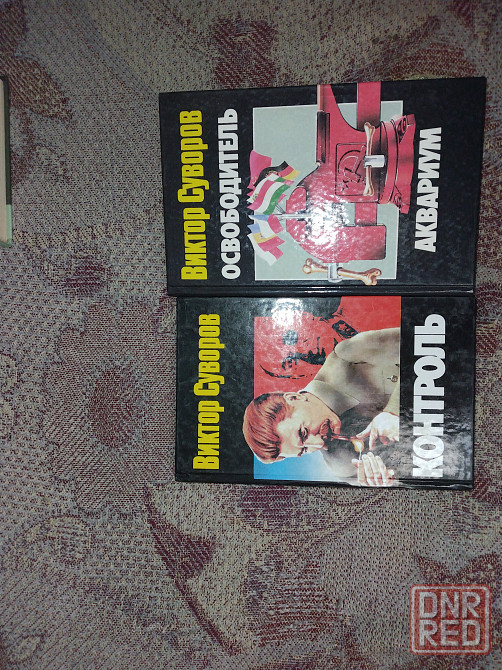 Виктор Суворов
ОСВОБОДИТЕЛЬ
АКВАРИУМ
Виктор Суворов
КОНТРОЛЬ
DNR
RED